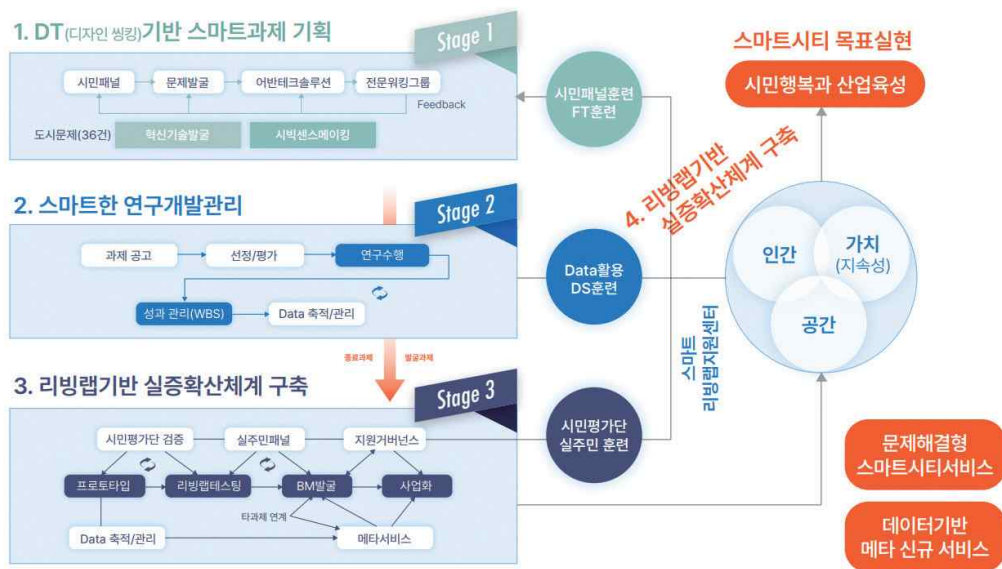 1. DT(디자인 씽킹)기반 스마트과제 기획
Stage 1
시민패널
문제발굴
어반테크솔루션
전문워킹그룹
Feedback
도시문제(36건)
혁신기술발굴
시빅센스메이킹
2. 스마트한 연구개발관리
Stage 2
과제 공고
선정/평가
연구수행
성과 관리(WBS)
Data 축적/관리
종료과제
발굴과제
3. 리빙랩기반 실증확산체계 구축
Stage 3
시민평가단 검증
실주민패널
지원거버넌스
프로토타입
리빙랩테스팅
BM발굴
사업화
타과제 연계
Data 축적/관리
메타서비스
시민패널훈련
FT훈련
Data활용
DS훈련
시민평가단
실주민 훈련
4. 리빙랩기반
실증확산체계 구축
스마트
리빙랩지원센터
스마트시티 목표실현
시민행복과 산업육성
인간
가치
(지속성)
공간
문제해결형
스마트시티서비스
데이터기반
메타 신규 서비스